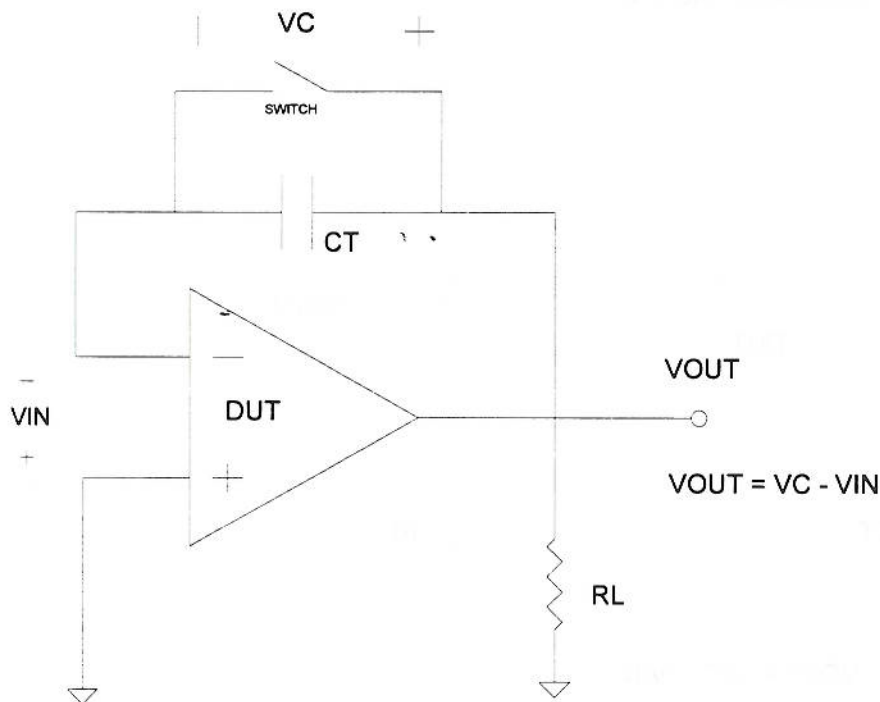 VC
SWITCH
CT
VIN
DUT
VOUT
VOUT = VC - VIN
RL